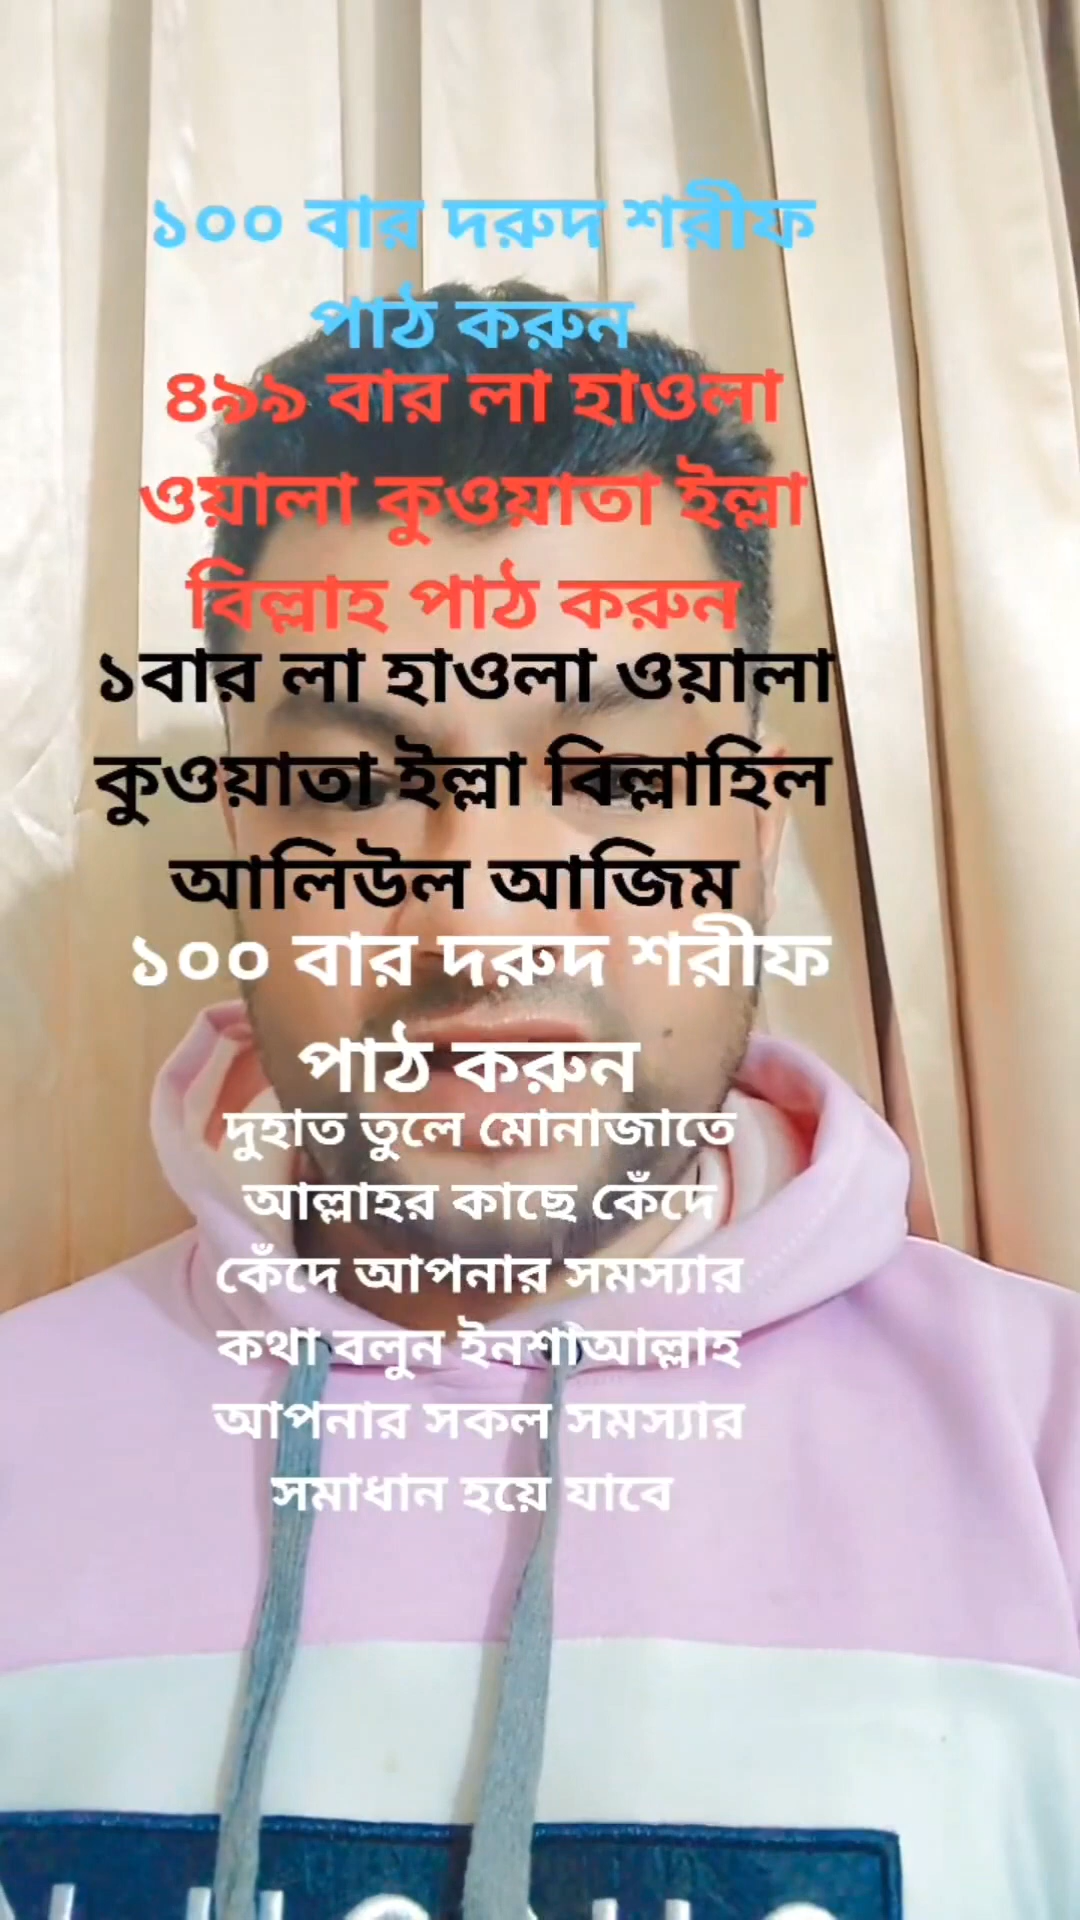 ১০০ বার দরুদ শরীফ
পাঠ করুন
৪৯৯ বার লা হাওলা
ওয়ালা কুওয়াতা ইল্লা
বিল্লাহ পাঠ করুন
১বার লা হাওলা ওয়ালা
কুওয়াতা ইল্লা বিল্লাহিল
আলিউল আজিম
১০০ বার দরুদ শরীফ
পাঠ করুন
দুহাত তুলে মোনাজাতে
আল্লাহর কাছে কেঁদে
কেঁদে আপনার সমস্যার
কথা বলুন ইনশাআল্লাহ
আপনার সকল সমস্যার
সমাধান হয়ে যাবে